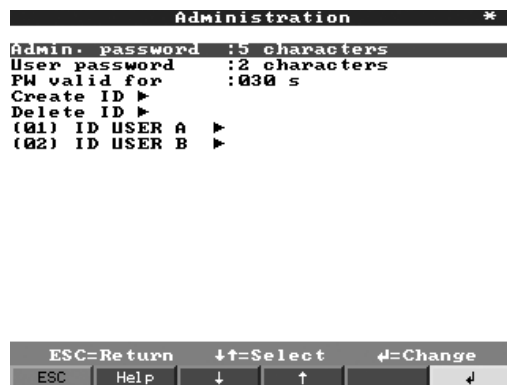 Administration *
Admin. password :5 characters
User password :2 characters
PW valid for :030 s
Create ID ►
Delete ID ►
(01) ID USER A ►
(02) ID USER B ►
ESC=Return ↓↑=Select ↵=Change
ESC Help ↓ ↑ ↵